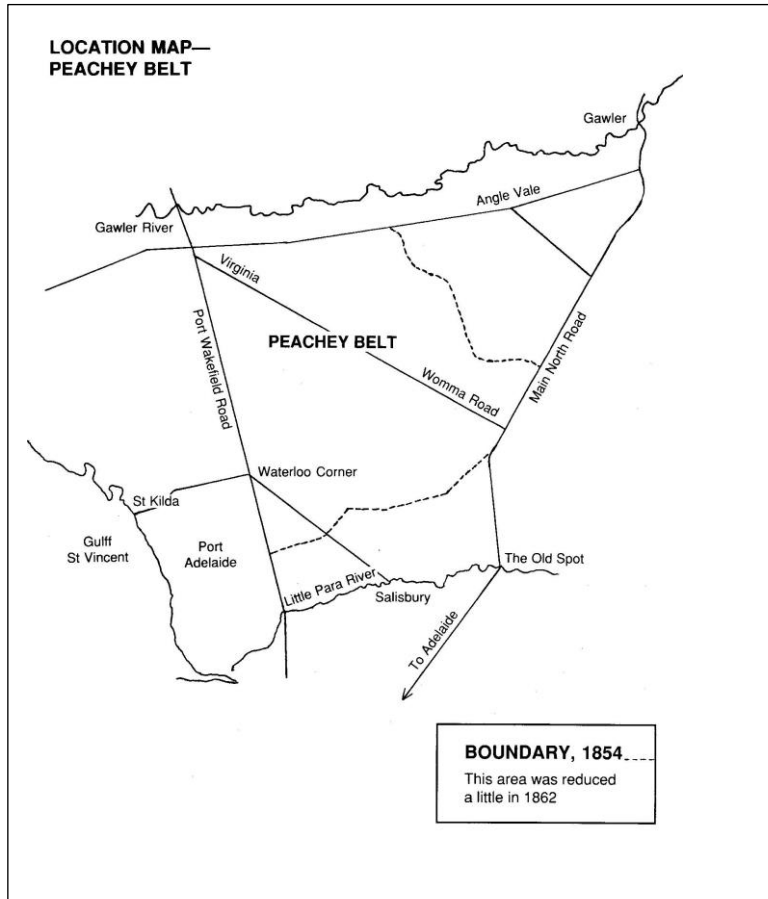 LOCATION MAP—
PEACHEY BELT
Gawler
Angle Vale
Gawler River
Virginia
Port Wakefield Road
PEACHEY BELT
Main North Road
Womma Road
Waterloo Corner
St Kilda
Gulff
St Vincent
Port
Adelaide
The Old Spot
Little Para River
Salisbury
To Adelaide
BOUNDARY, 1854
This area was reduced
a little in 1862